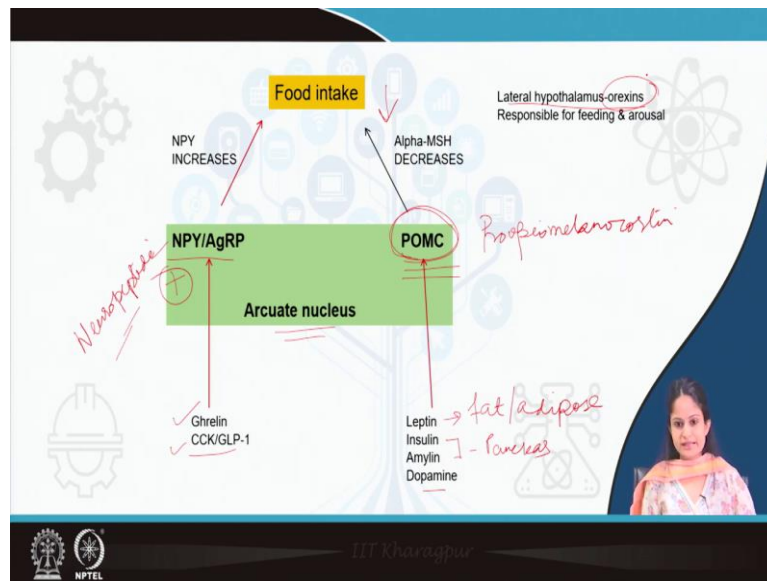 Food intake
Lateral hypothalamus-orexins
Responsible for feeding & arousal
NPY
INCREASES
Alpha-MSH
DECREASES
NPY/AgRP
POMC
Proopiomelanocortin
Neuropeptide
+
Arcuate nucleus
Ghrelin
CCK/GLP-1
Leptin → fat/adipose
Insulin
Amylin
- Pancreas
Dopamine
IIT Kharagpur
NPTEL